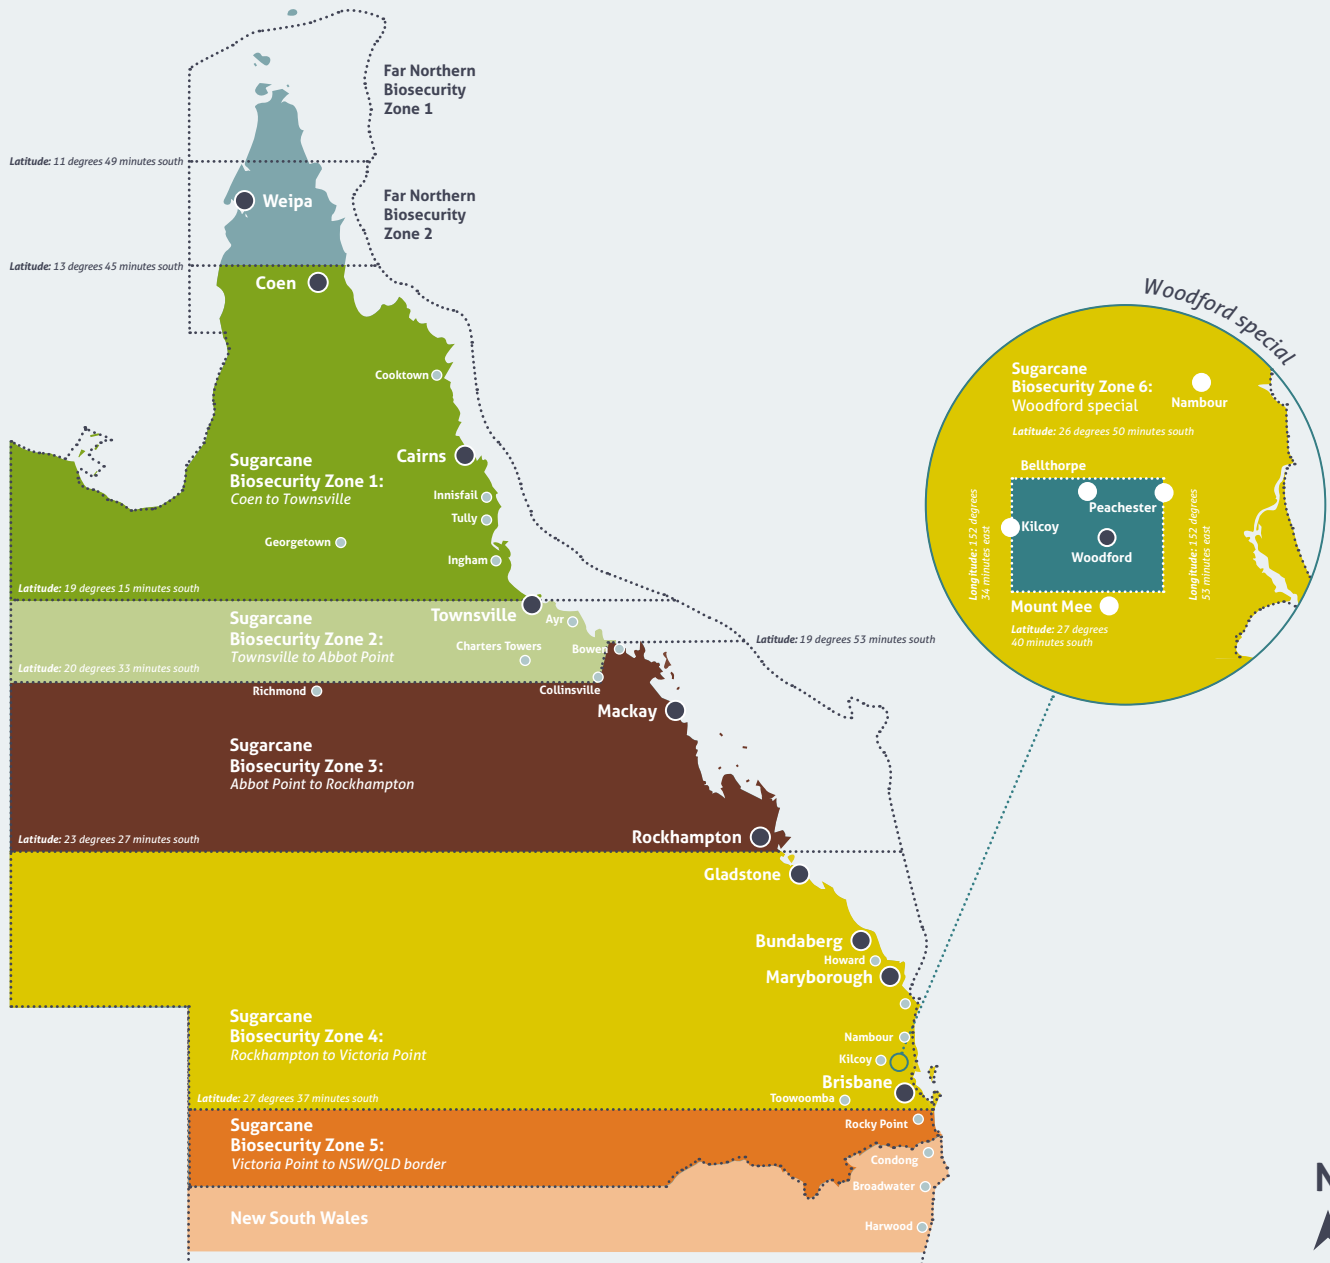 Far Northern
Biosecurity
Zone 1
Latitude: 11 degrees 49 minutes south
Weipa
Far Northern
Biosecurity
Zone 2
Latitude: 13 degrees 45 minutes south
Coen
Cooktown
Cairns
Sugarcane
Biosecurity Zone 1:
Coen to Townsville
Innisfail
Tully
Georgetown
Ingham
Latitude: 19 degrees 15 minutes south
Townsville
Ayr
Sugarcane
Biosecurity Zone 2:
Townsville to Abbot Point
Charters Towers
Bowen
Latitude: 19 degrees 53 minutes south
Latitude: 20 degrees 33 minutes south
Richmond
Collinsville
Mackay
Sugarcane
Biosecurity Zone 3:
Abbot Point to Rockhampton
Rockhampton
Latitude: 23 degrees 27 minutes south
Gladstone
Bundaberg
Howard
Maryborough
Sugarcane
Biosecurity Zone 4:
Rockhampton to Victoria Point
Nambour
Kilcoy
Brisbane
Toowoomba
Latitude: 27 degrees 37 minutes south
Sugarcane
Biosecurity Zone 5:
Victoria Point to NSW/QLD border
Rocky Point
Condong
Broadwater
New South Wales
Harwood
Woodford special
Sugarcane
Biosecurity Zone 6:
Woodford special
Nambour
Latitude: 26 degrees 50 minutes south
Bellthorpe
Peachester
Kilcoy
Woodford
Longitude: 152 degrees
34 minutes east
Longitude: 152 degrees
53 minutes east
Mount Mee
Latitude: 27 degrees
40 minutes south
N